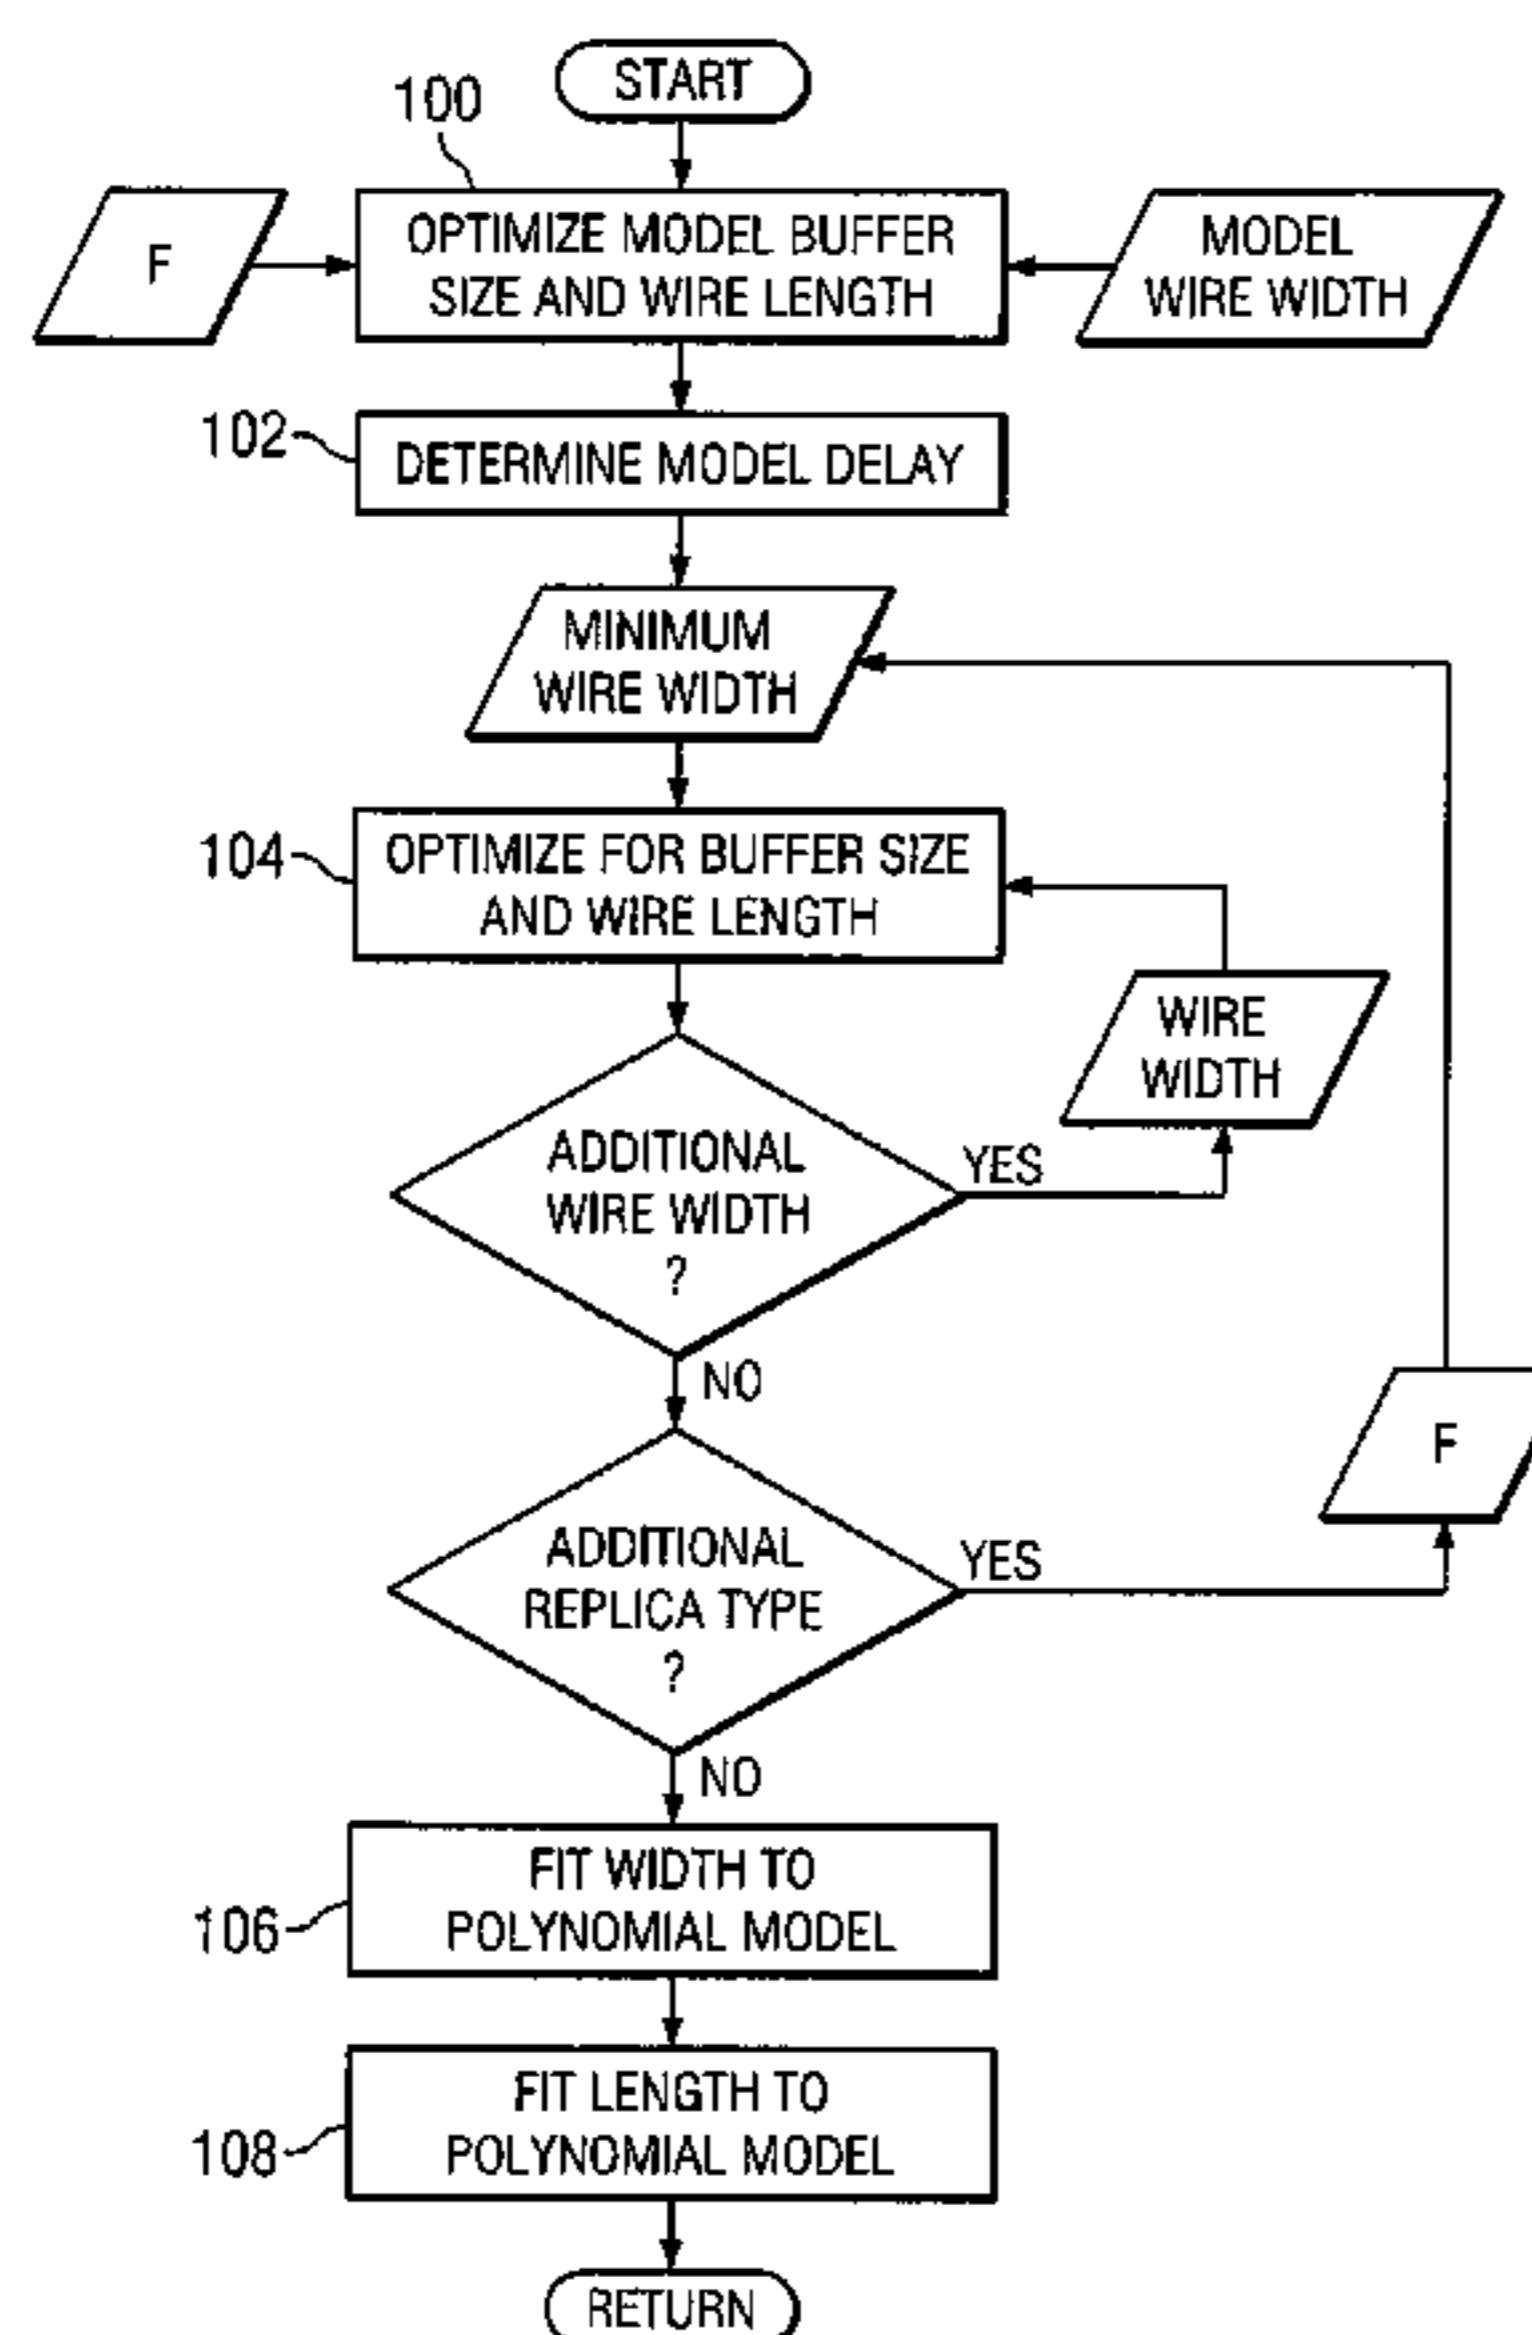 START
100
F
OPTIMIZE MODEL BUFFER
SIZE AND WIRE LENGTH
MODEL
WIRE WIDTH
102
DETERMINE MODEL DELAY
MINIMUM
WIRE WIDTH
104
OPTIMIZE FOR BUFFER SIZE
AND WIRE LENGTH
WIRE
WIDTH
ADDITIONAL
WIRE WIDTH
?
YES
NO
F
ADDITIONAL
REPLICA TYPE
?
YES
NO
106
FIT WIDTH TO
POLYNOMIAL MODEL
108
FIT LENGTH TO
POLYNOMIAL MODEL
RETURN